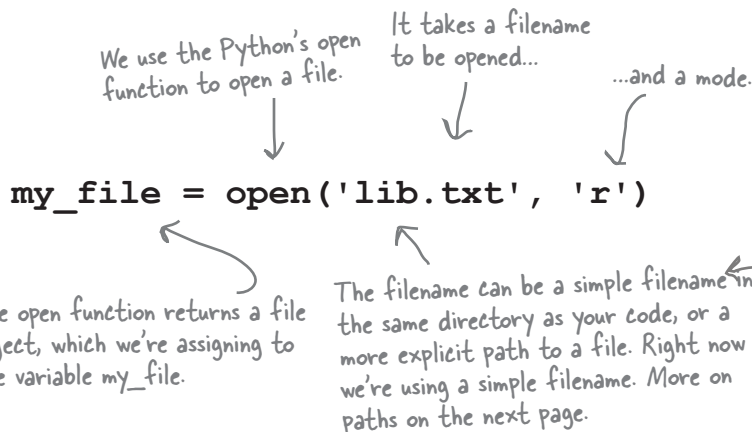 We use the Python's open
function to open a file.
It takes a filename
to be opened...
...and a mode.
my_file = open('lib.txt', 'r')
e open function returns a file
ject, which we're assigning to
e variable my_file.
The filename can be a simple filename in
the same directory as your code, or a
more explicit path to a file. Right now
we're using a simple filename. More on
paths on the next page.